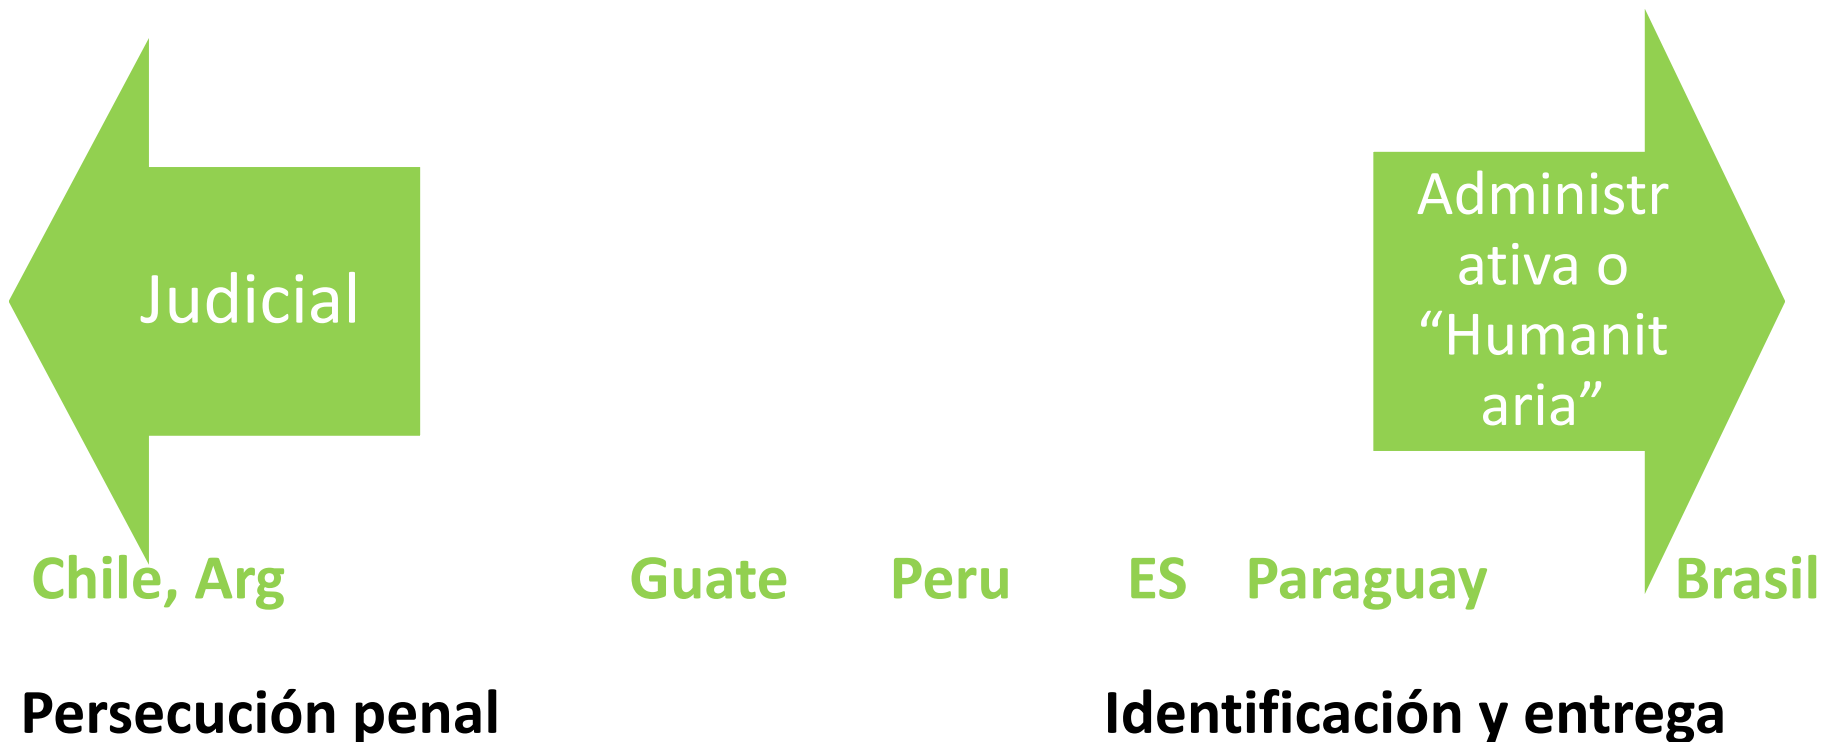 Judicial
Administr
ativa o
“Humanit
aria”
Chile, Arg Guate Peru ES Paraguay Brasil
Persecución penal Identificación y entrega